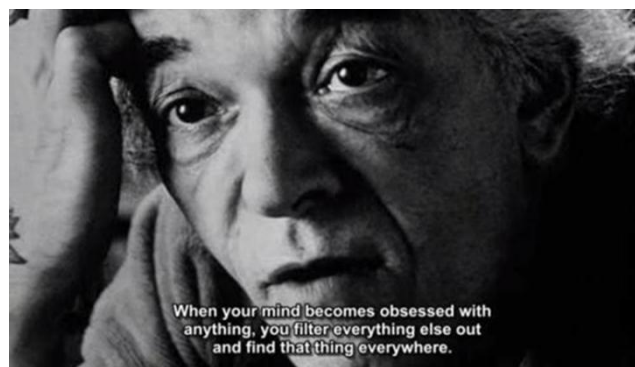 When your mind becomes obsessed with
anything, you filter everything else out
and find that thing everywhere.